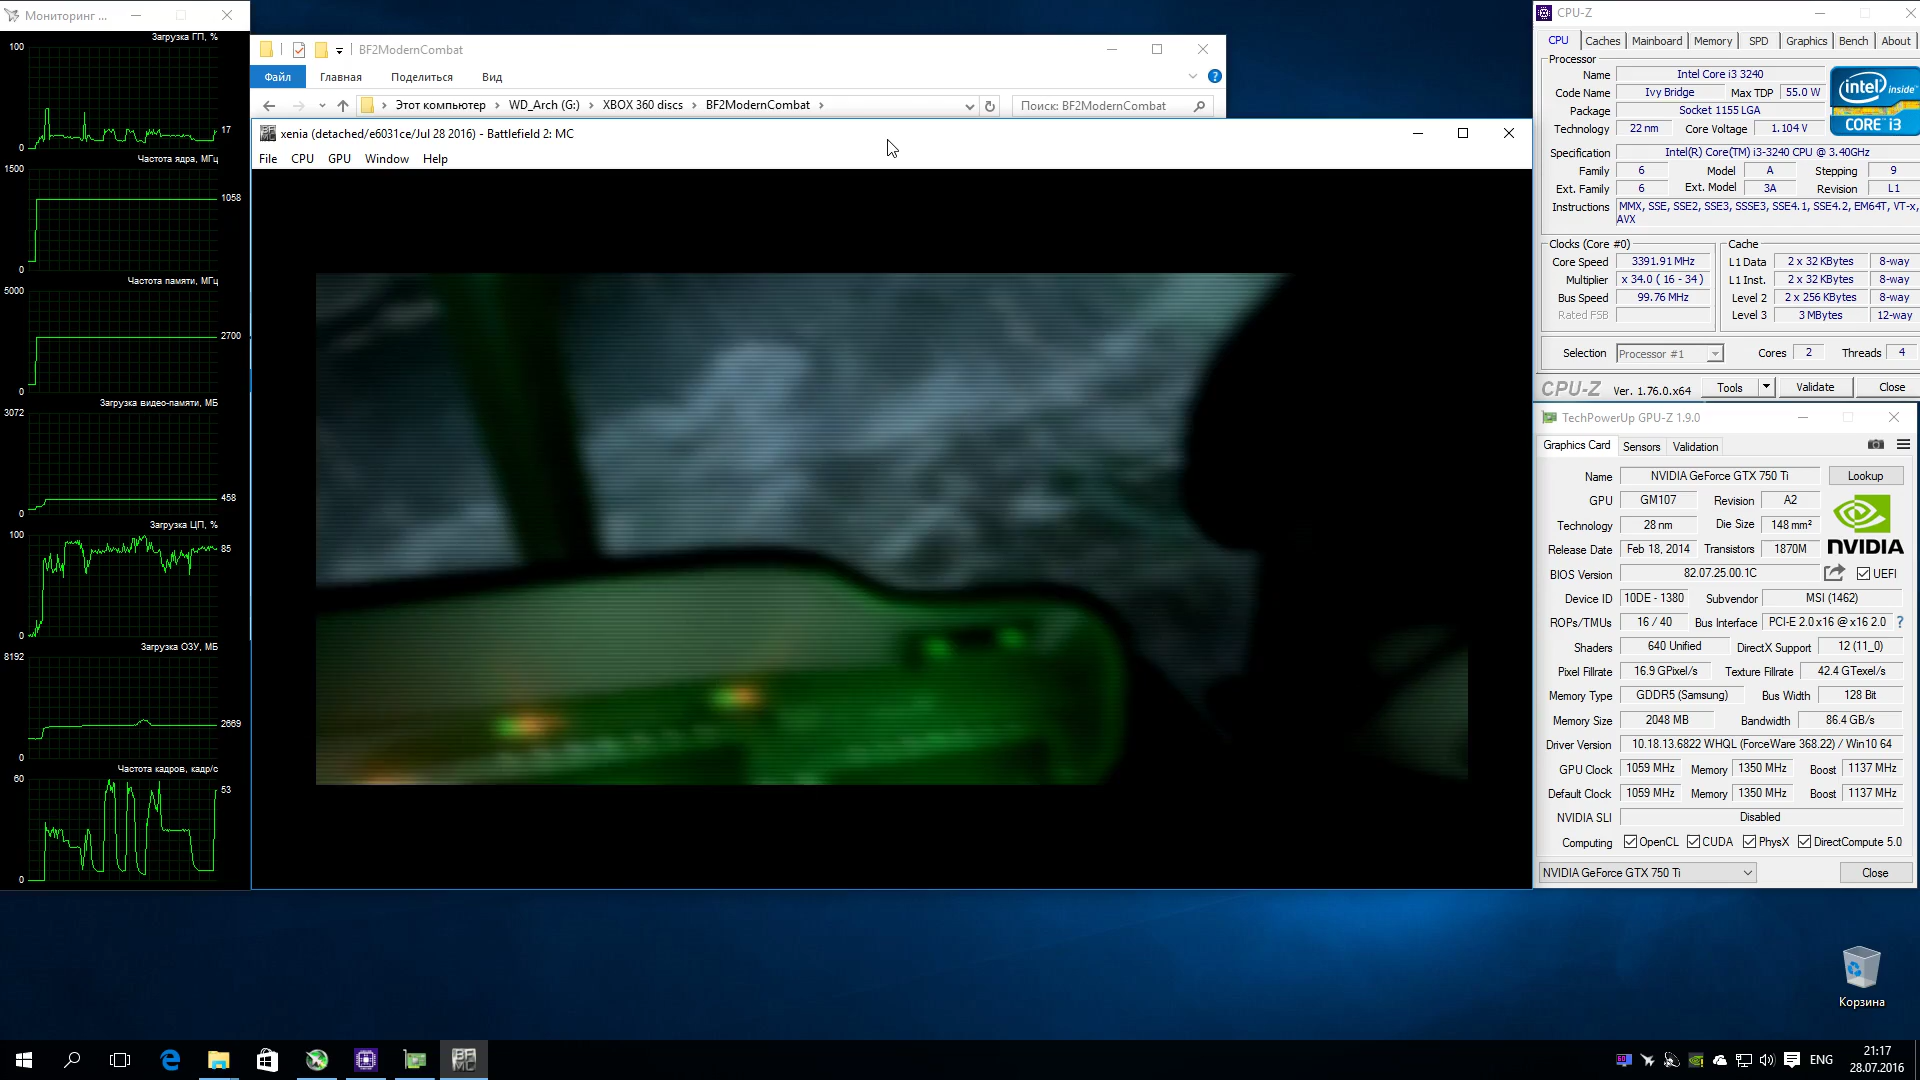 Мониторинг ...
Загрузка ГП, %
100
17
0
Частота ядра, МГц
1500
1058
0
Частота памяти, МГц
5000
2700
0
Загрузка видео-памяти, МБ
3072
458
0
Загрузка ЦП, %
100
85
0
Загрузка ОЗУ, МБ
8192
2669
0
Частота кадров, кадр/с
60
53
0
BF2ModernCombat
Файл Главная Поделиться Вид
Этот компьютер WD_Arch (G:) XBOX 360 discs BF2ModernCombat
Поиск: BF2ModernCombat
xenia (detached/e6031ce/Jul 28 2016) - Battlefield 2: MC
File CPU GPU Window Help
CPU-Z
CPU Caches Mainboard Memory SPD Graphics Bench About
Processor
Name Intel Core i3 3240
Code Name Ivy Bridge Max TDP 55.0 W
Package Socket 1155 LGA
Technology 22 nm Core Voltage 1.104 V
intel inside™
CORE i3
Specification Intel(R) Core(TM) i3-3240 CPU @ 3.40GHz
Family 6 Model A Stepping 9
Ext. Family 6 Ext. Model 3A Revision L1
Instructions MMX, SSE, SSE2, SSE3, SSSE3, SSE4.1, SSE4.2, EM64T, VT-x,
AVX
Clocks (Core #0)
Core Speed 3391.91 MHz
Multiplier x 34.0 ( 16 - 34 )
Bus Speed 99.76 MHz
Rated FSB
Cache
L1 Data 2 x 32 KBytes 8-way
L1 Inst. 2 x 32 KBytes 8-way
Level 2 2 x 256 KBytes 8-way
Level 3 3 MBytes 12-way
Selection Processor #1 Cores 2 Threads 4
CPU-Z Ver. 1.76.0.x64 Tools Validate Close
TechPowerUp GPU-Z 1.9.0
Graphics Card Sensors Validation
Name NVIDIA GeForce GTX 750 Ti Lookup
GPU GM107 Revision A2
Technology 28 nm Die Size 148 mm²
Release Date Feb 18, 2014 Transistors 1870M
NVIDIA
BIOS Version 82.07.25.00.1C UEFI
Device ID 10DE - 1380 Subvendor MSI (1462)
ROPs/TMUs 16 / 40 Bus Interface PCI-E 2.0 x16 @ x16 2.0 ?
Shaders 640 Unified DirectX Support 12 (11_0)
Pixel Fillrate 16.9 GPixel/s Texture Fillrate 42.4 GTexel/s
Memory Type GDDR5 (Samsung) Bus Width 128 Bit
Memory Size 2048 MB Bandwidth 86.4 GB/s
Driver Version 10.18.13.6822 WHQL (ForceWare 368.22) / Win10 64
GPU Clock 1059 MHz Memory 1350 MHz Boost 1137 MHz
Default Clock 1059 MHz Memory 1350 MHz Boost 1137 MHz
NVIDIA SLI Disabled
Computing OpenCL CUDA PhysX DirectCompute 5.0
NVIDIA GeForce GTX 750 Ti Close
Корзина
BF
MC
60
ENG
21:17
28.07.2016